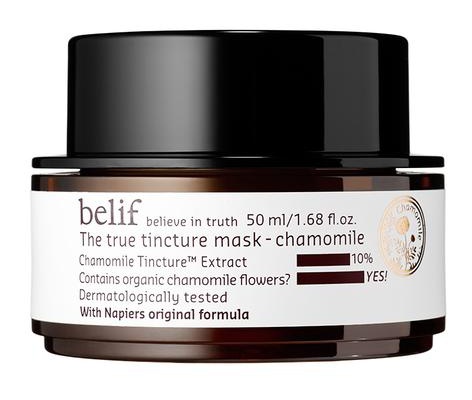 belif believe in truth 50 ml/1.68 fl.oz.
The true tincture mask - chamomile
Chamomile Tincture™ Extract 10%
Contains organic chamomile flowers? YES!
Dermatologically tested
With Napiers original formula
Chamomile